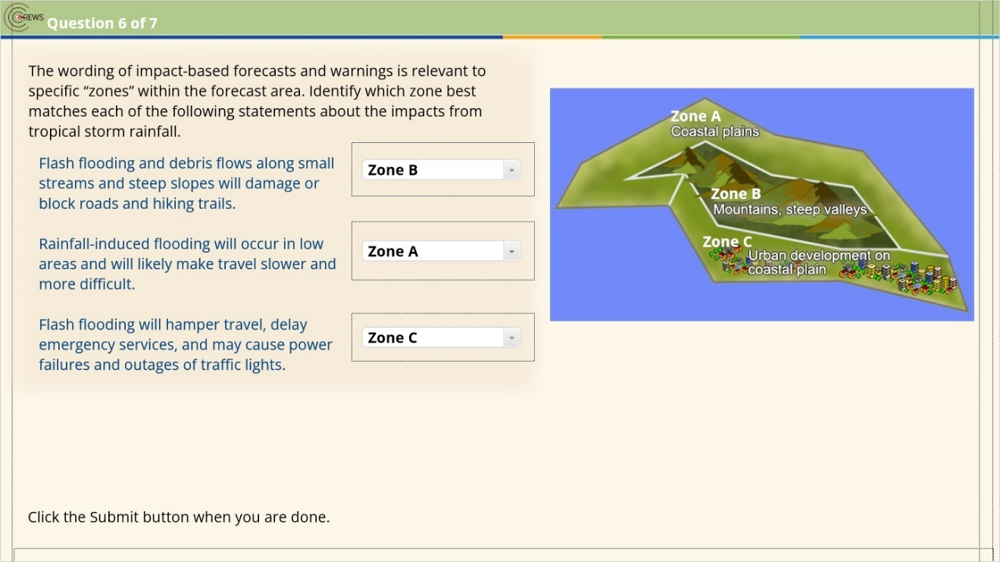 CREWS
Question 6 of 7
The wording of impact-based forecasts and warnings is relevant to
specific “zones” within the forecast area. Identify which zone best
matches each of the following statements about the impacts from
tropical storm rainfall.
Flash flooding and debris flows along small
streams and steep slopes will damage or
block roads and hiking trails.
Zone B
Rainfall-induced flooding will occur in low
areas and will likely make travel slower and
more difficult.
Zone A
Flash flooding will hamper travel, delay
emergency services, and may cause power
failures and outages of traffic lights.
Zone C
Zone A
Coastal plains
Zone B
Mountains, steep valleys
Zone C
Urban development on
coastal plain
Click the Submit button when you are done.